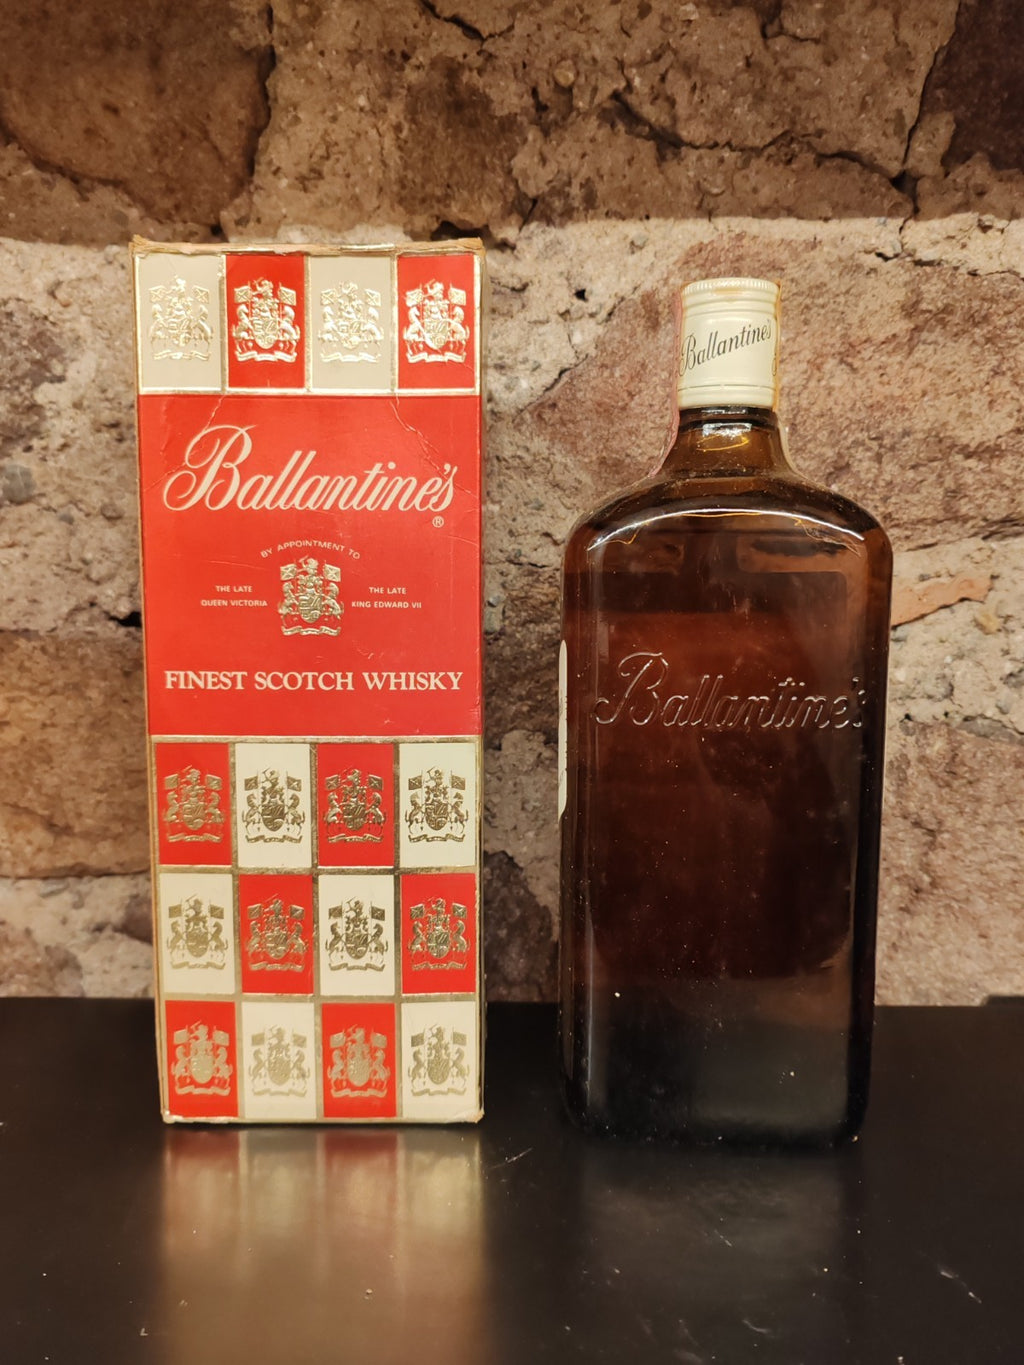 Ballantine's
®
BY APPOINTMENT TO
THE LATE
QUEEN VICTORIA
THE LATE
KING EDWARD VII
FINEST SCOTCH WHISKY
Ballantine's
Ballantine's